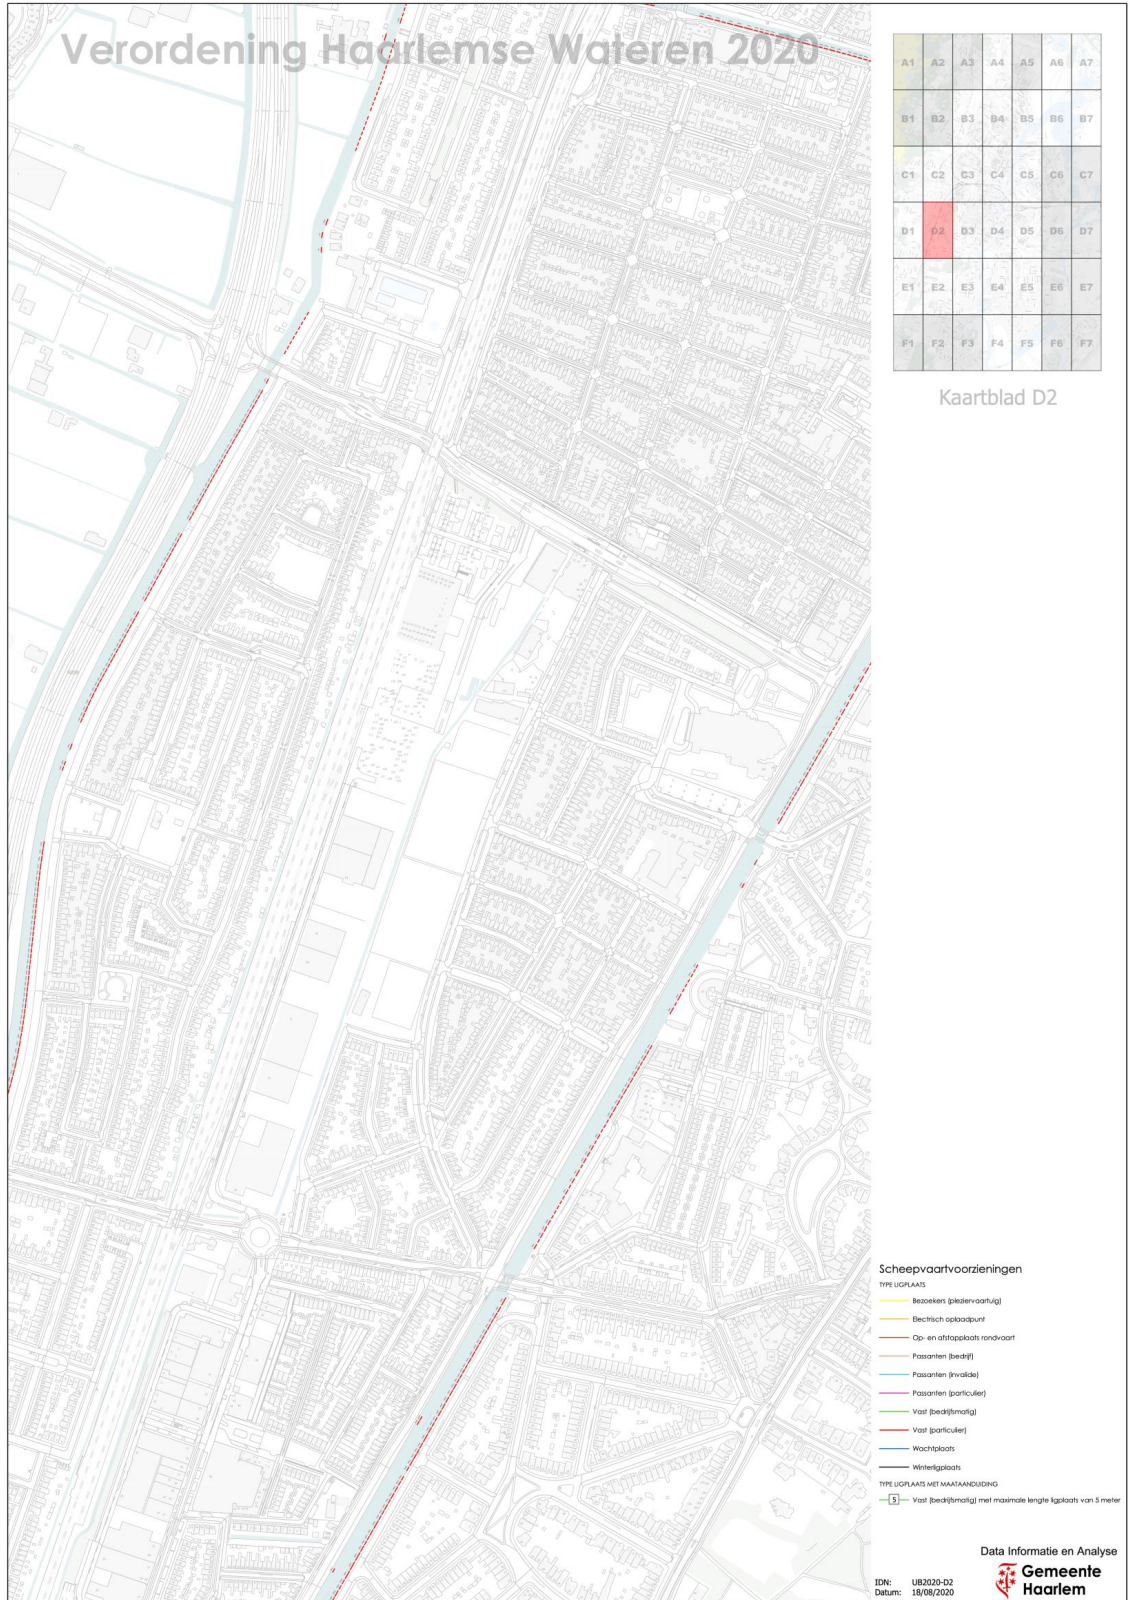 Verordening Haarlemse Wateren 2020
A1 A2 A3 A4 A5 A6 A7
B1 B2 B3 B4 B5 B6 B7
C1 C2 C3 C4 C5 C6 C7
D1 D2 D3 D4 D5 D6 D7
E1 E2 E3 E4 E5 E6 E7
F1 F2 F3 F4 F5 F6 F7
Kaartblad D2
Scheepvaartvoorzieningen
TYPE LIGPLAATS
Bezoekers (pleziervaartuig)
Electrisch oplaadpunt
Op- en afstapplaats rondvaart
Passanten (bedrijf)
Passanten (invalide)
Passanten (particulier)
Vast (bedrijfsmatig)
Vast (particulier)
Wachtplaats
Winterligplaats
TYPE LIGPLAATS MET MAATAANDUIDING
5 Vast (bedrijfsmatig) met maximale lengte ligplaats van 5 meter
Data Informatie en Analyse
Gemeente
Haarlem
IDN: UB2020-D2
Datum: 18/08/2020